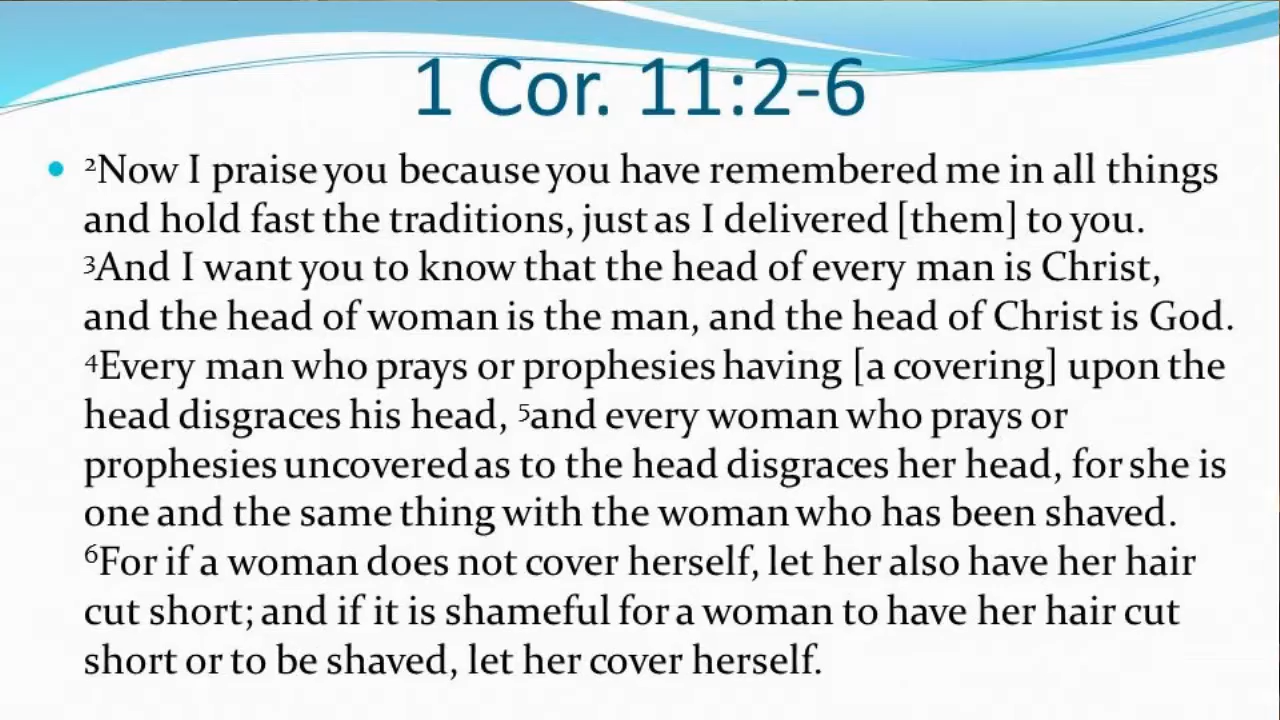 1 Cor. 11:2-6
• ²Now I praise you because you have remembered me in all things
and hold fast the traditions, just as I delivered [them] to you.
³And I want you to know that the head of every man is Christ,
and the head of woman is the man, and the head of Christ is God.
⁴Every man who prays or prophesies having [a covering] upon the
head disgraces his head, ⁵and every woman who prays or
prophesies uncovered as to the head disgraces her head, for she is
one and the same thing with the woman who has been shaved.
⁶For if a woman does not cover herself, let her also have her hair
cut short; and if it is shameful for a woman to have her hair cut
short or to be shaved, let her cover herself.